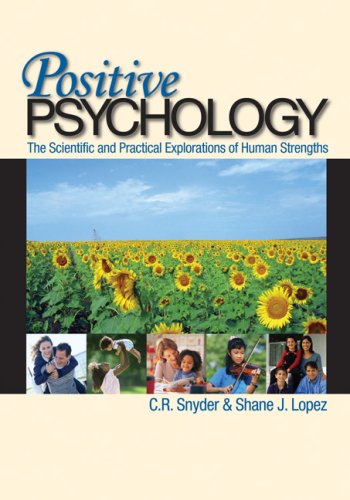 Positive
PSYCHOLOGY
The Scientific and Practical Explorations of Human Strengths
C.R. Snyder & Shane J. Lopez